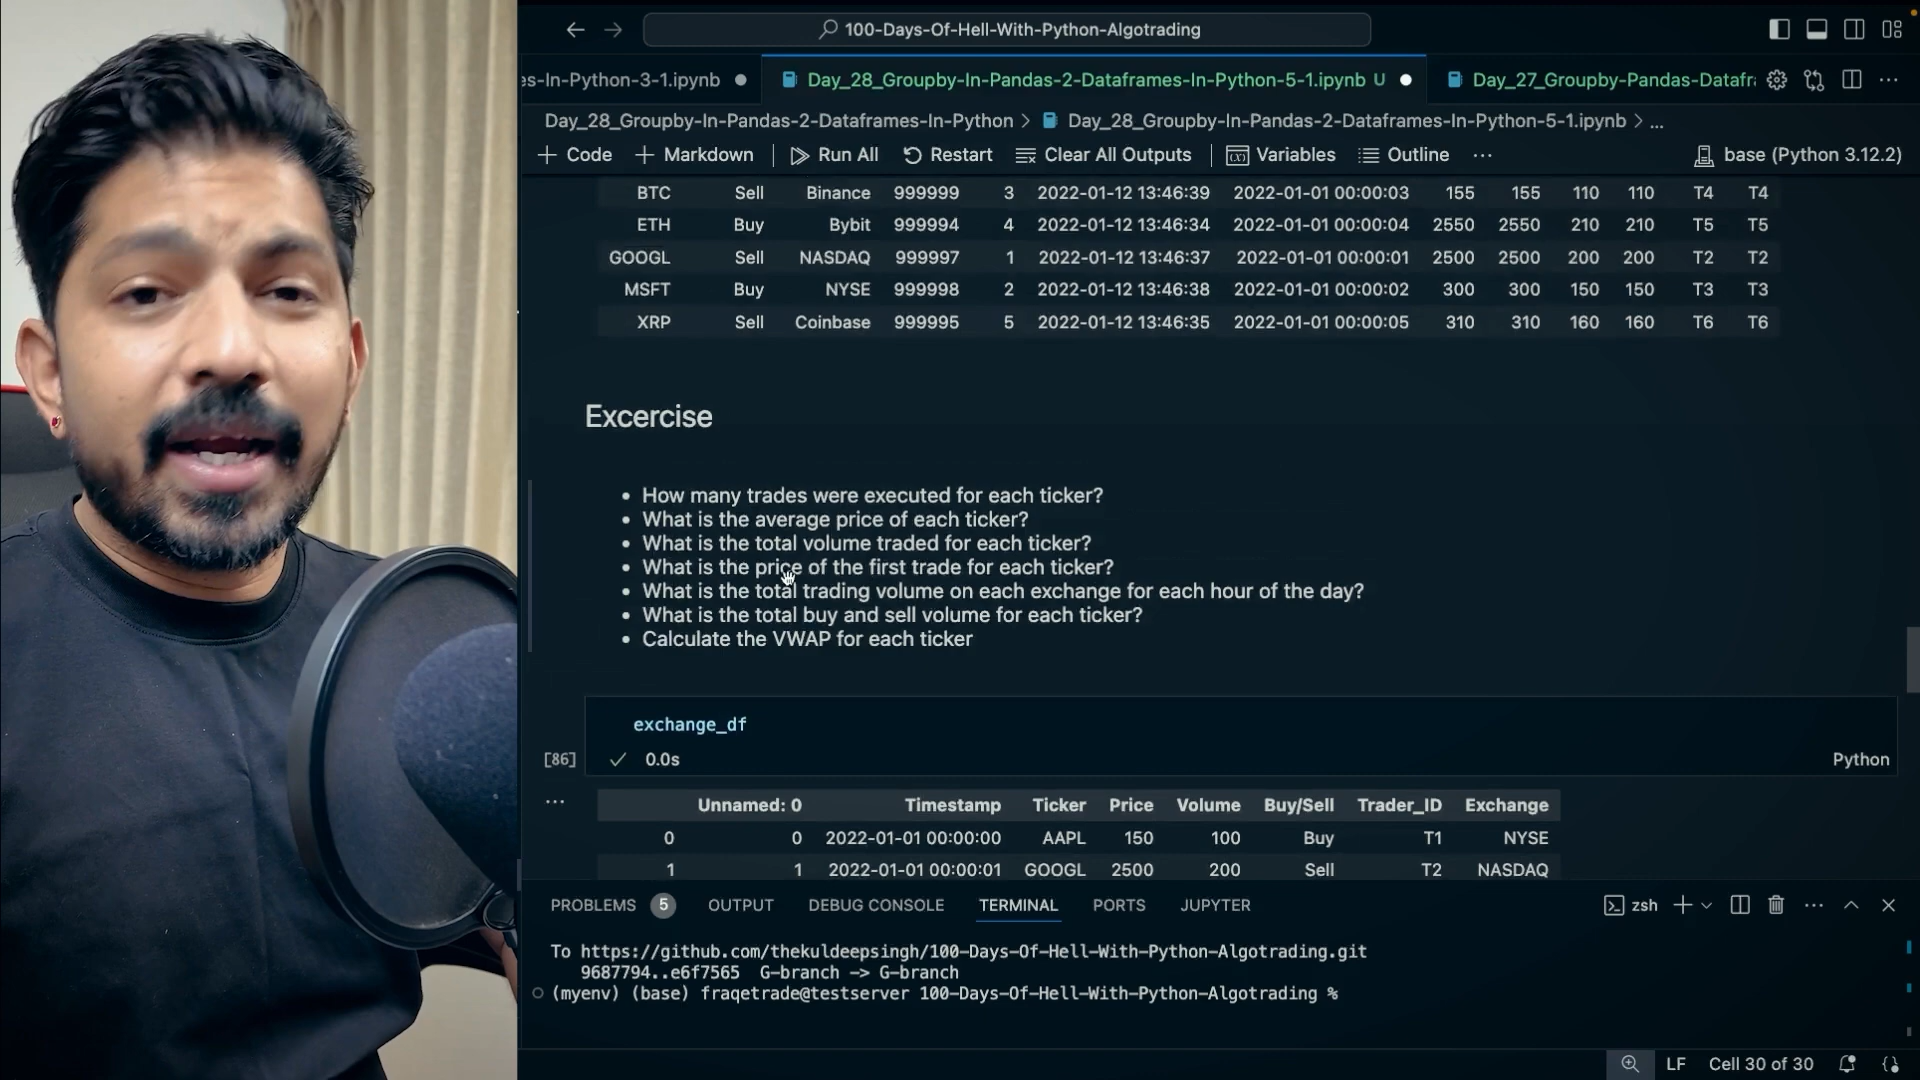 100-Days-Of-Hell-With-Python-Algotrading
s-In-Python-3-1.ipynb
Day_28_Groupby-In-Pandas-2-Dataframes-In-Python-5-1.ipynb U
Day_27_Groupby-Pandas-Datafr
Day_28_Groupby-In-Pandas-2-Dataframes-In-Python > Day_28_Groupby-In-Pandas-2-Dataframes-In-Python-5-1.ipynb > ...
+ Code + Markdown | Run All Restart Clear All Outputs | Variables Outline ... base (Python 3.12.2)
BTC Sell Binance 999999 3 2022-01-12 13:46:39 2022-01-01 00:00:03 155 155 110 110 T4 T4
ETH Buy Bybit 999994 4 2022-01-12 13:46:34 2022-01-01 00:00:04 2550 2550 210 210 T5 T5
GOOGL Sell NASDAQ 999997 1 2022-01-12 13:46:37 2022-01-01 00:00:01 2500 2500 200 200 T2 T2
MSFT Buy NYSE 999998 2 2022-01-12 13:46:38 2022-01-01 00:00:02 300 300 150 150 T3 T3
XRP Sell Coinbase 999995 5 2022-01-12 13:46:35 2022-01-01 00:00:05 310 310 160 160 T6 T6
Excercise
• How many trades were executed for each ticker?
• What is the average price of each ticker?
• What is the total volume traded for each ticker?
• What is the price of the first trade for each ticker?
• What is the total trading volume on each exchange for each hour of the day?
• What is the total buy and sell volume for each ticker?
• Calculate the VWAP for each ticker
exchange_df
[86] ✓ 0.0s Python
... Unnamed: 0 Timestamp Ticker Price Volume Buy/Sell Trader_ID Exchange
0 0 2022-01-01 00:00:00 AAPL 150 100 Buy T1 NYSE
1 1 2022-01-01 00:00:01 GOOGL 2500 200 Sell T2 NASDAQ
PROBLEMS 5 OUTPUT DEBUG CONSOLE TERMINAL PORTS JUPYTER zsh
To https://github.com/thekuldeepsingh/100-Days-Of-Hell-With-Python-Algotrading.git
9687794..e6f7565 G-branch -> G-branch
(myenv) (base) fraqetrade@testserver 100-Days-Of-Hell-With-Python-Algotrading %
LF Cell 30 of 30